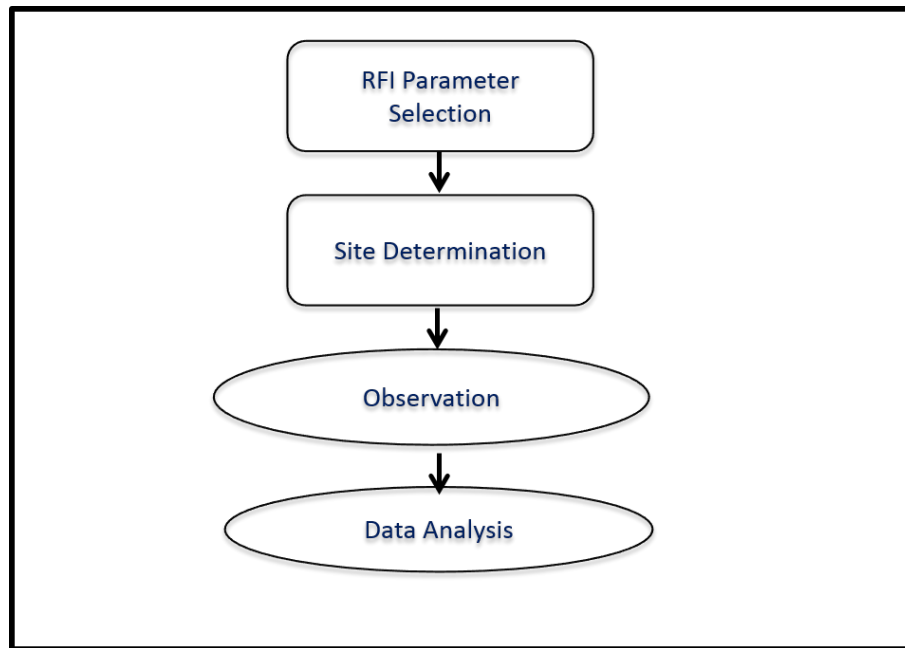 RFI Parameter
Selection
Site Determination
Observation
Data Analysis